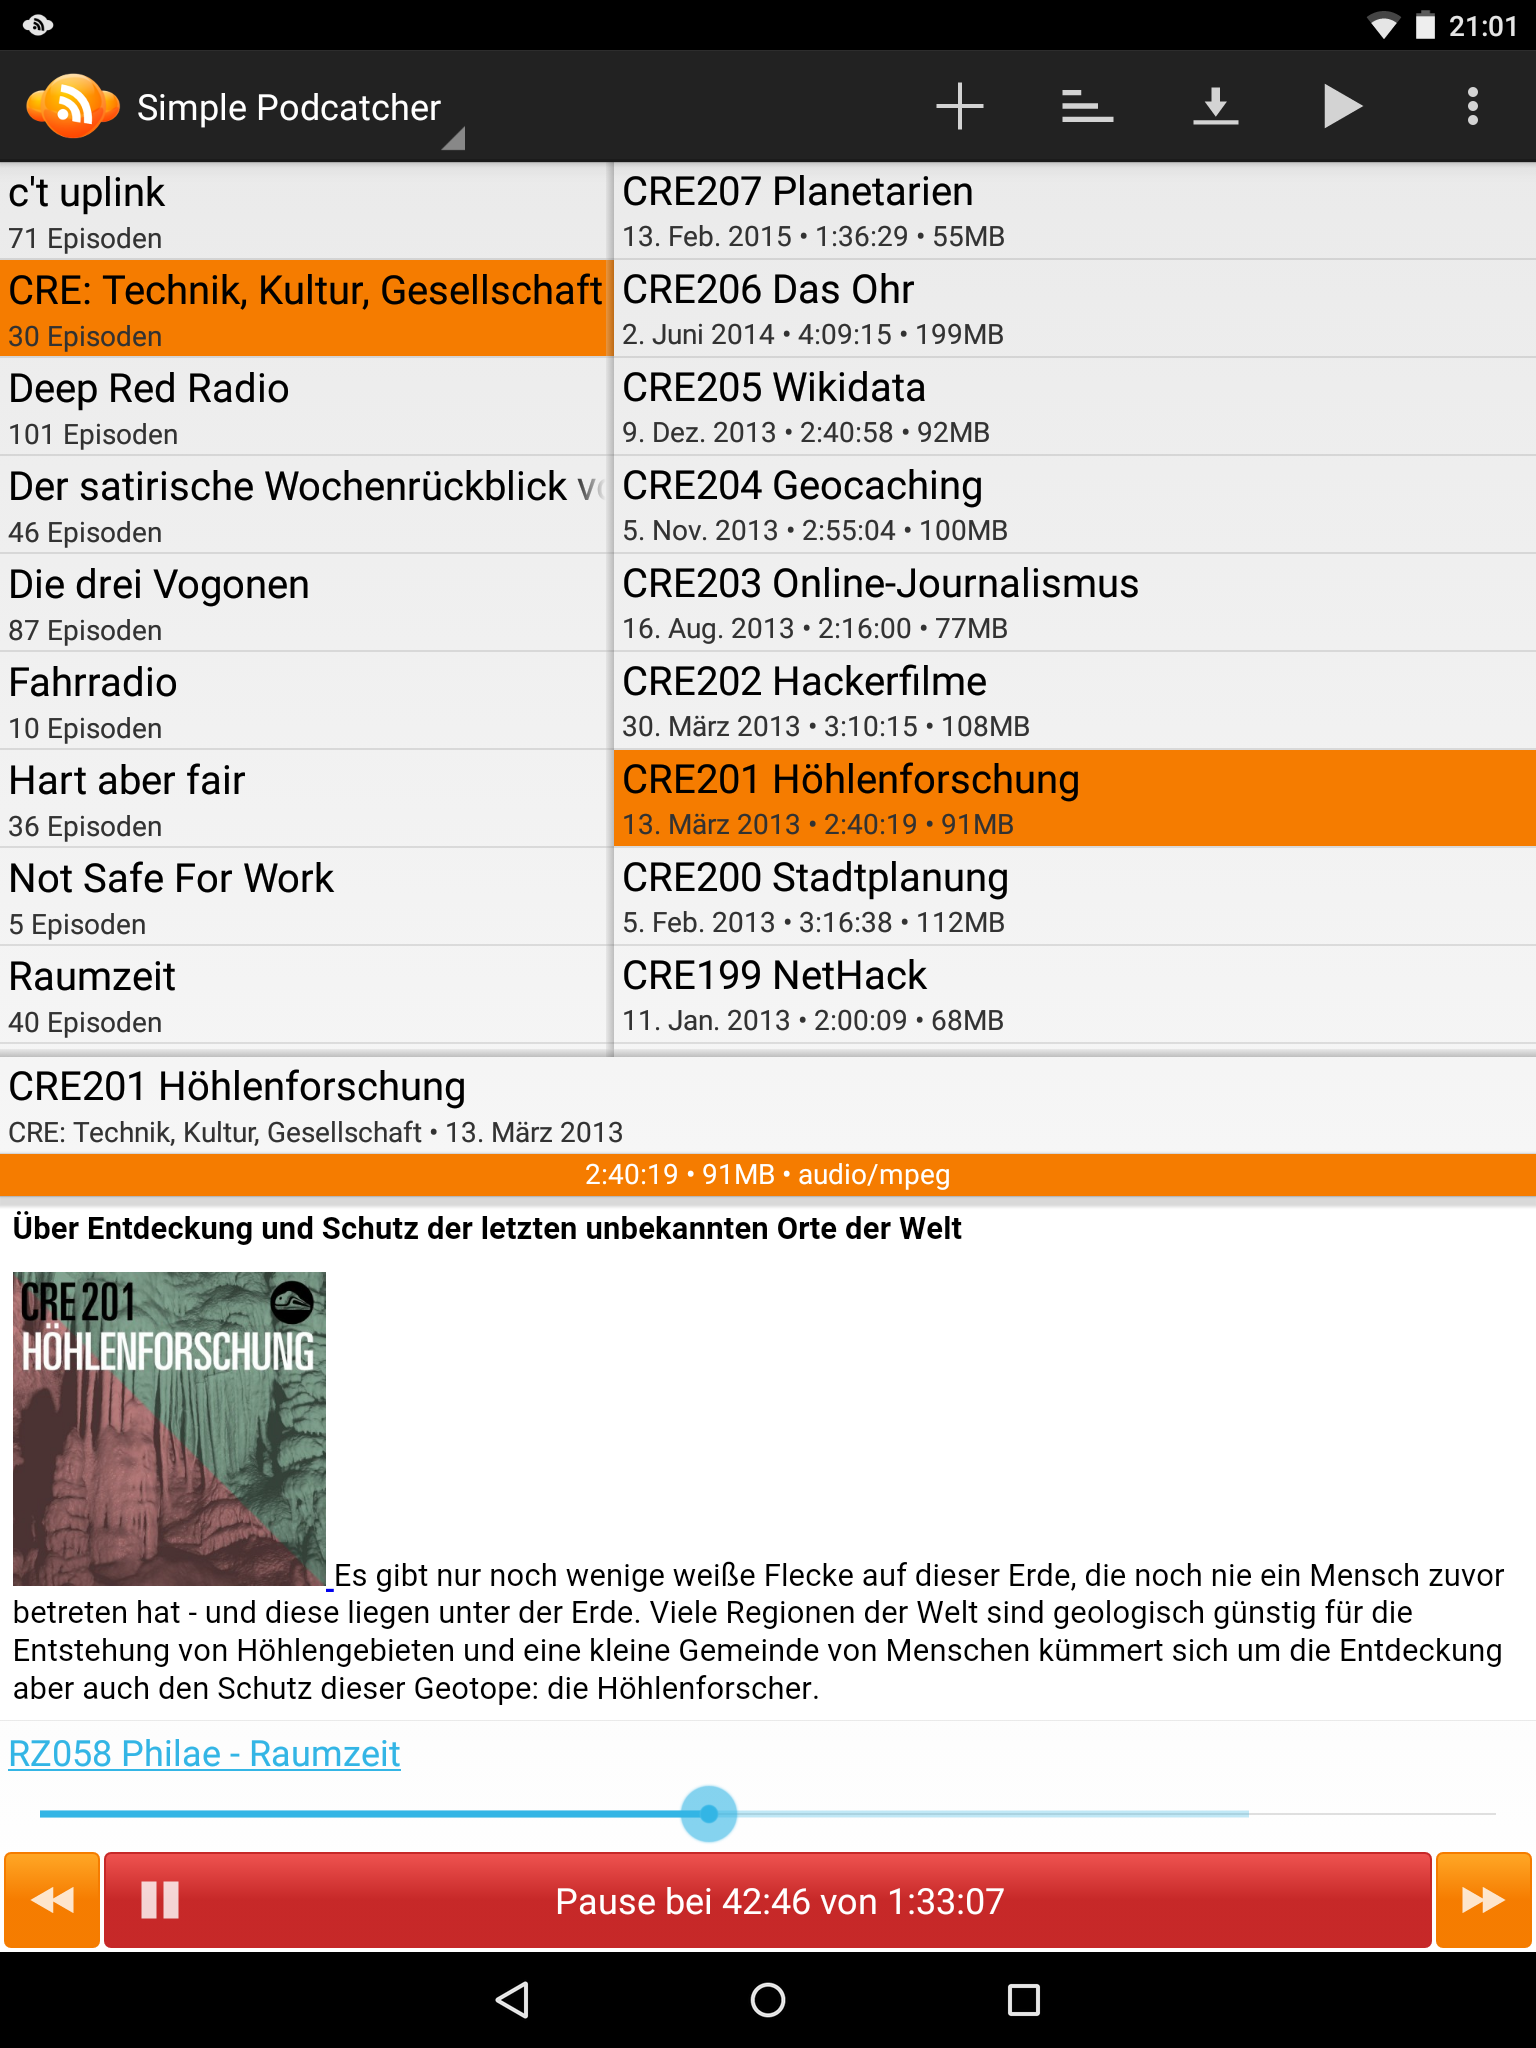 21:01
Simple Podcatcher
c't uplink
71 Episoden
CRE: Technik, Kultur, Gesellschaft
30 Episoden
Deep Red Radio
101 Episoden
Der satirische Wochenrückblick
46 Episoden
Die drei Vogonen
87 Episoden
Fahrradio
10 Episoden
Hart aber fair
36 Episoden
Not Safe For Work
5 Episoden
Raumzeit
40 Episoden
CRE207 Planetarien
13. Feb. 2015 • 1:36:29 • 55MB
CRE206 Das Ohr
2. Juni 2014 • 4:09:15 • 199MB
CRE205 Wikidata
9. Dez. 2013 • 2:40:58 • 92MB
CRE204 Geocaching
5. Nov. 2013 • 2:55:04 • 100MB
CRE203 Online-Journalismus
16. Aug. 2013 • 2:16:00 • 77MB
CRE202 Hackerfilme
30. März 2013 • 3:10:15 • 108MB
CRE201 Höhlenforschung
13. März 2013 • 2:40:19 • 91MB
CRE200 Stadtplanung
5. Feb. 2013 • 3:16:38 • 112MB
CRE199 NetHack
11. Jan. 2013 • 2:00:09 • 68MB
CRE201 Höhlenforschung
CRE: Technik, Kultur, Gesellschaft • 13. März 2013
2:40:19 • 91MB • audio/mpeg
Über Entdeckung und Schutz der letzten unbekannten Orte der Welt
CRE 201
HÖHLENFORSCHUNG
Es gibt nur noch wenige weiße Flecke auf dieser Erde, die noch nie ein Mensch zuvor
betreten hat - und diese liegen unter der Erde. Viele Regionen der Welt sind geologisch günstig für die
Entstehung von Höhlengebieten und eine kleine Gemeinde von Menschen kümmert sich um die Entdeckung
aber auch den Schutz dieser Geotope: die Höhlenforscher.
RZ058 Philae - Raumzeit
Pause bei 42:46 von 1:33:07